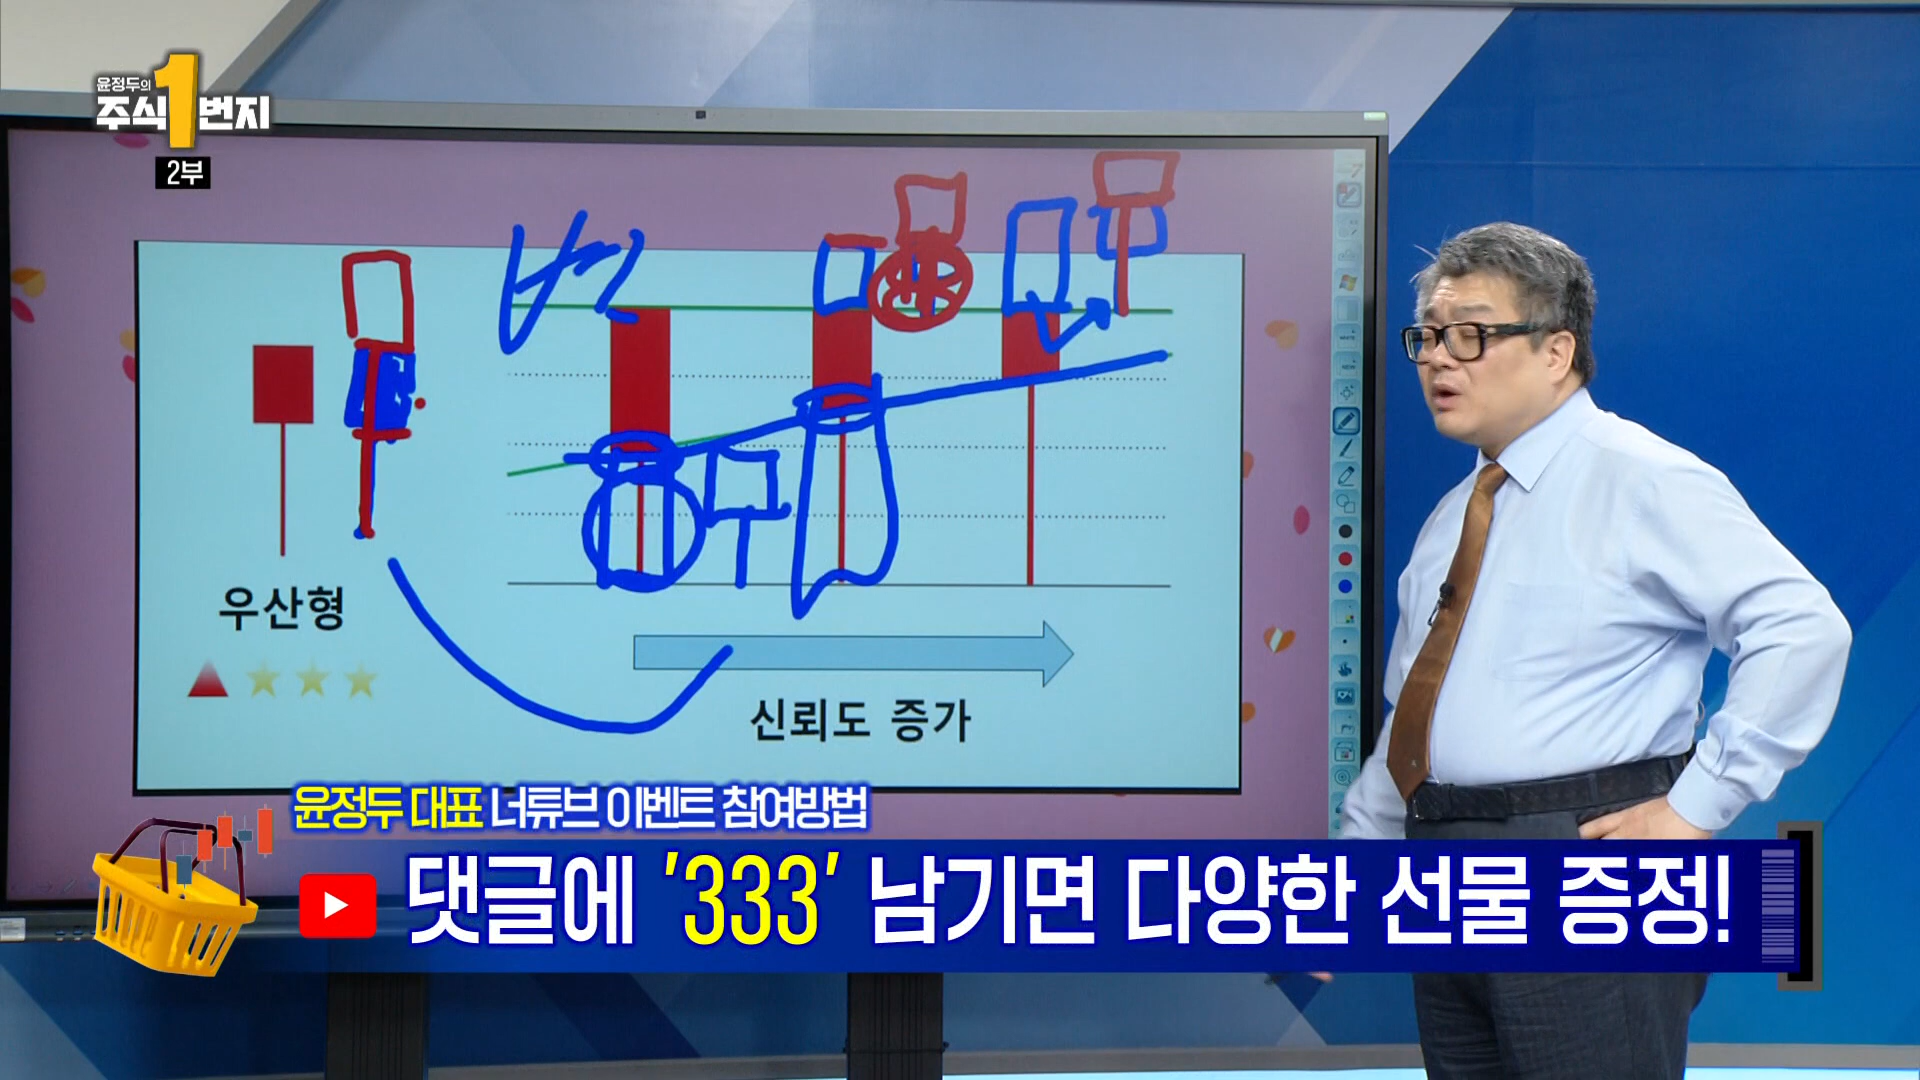 윤정두의
주식1번지
2부
우산형
신뢰도 증가
윤정두 대표 너튜브 이벤트 참여방법
댓글에 '333' 남기면 다양한 선물 증정!